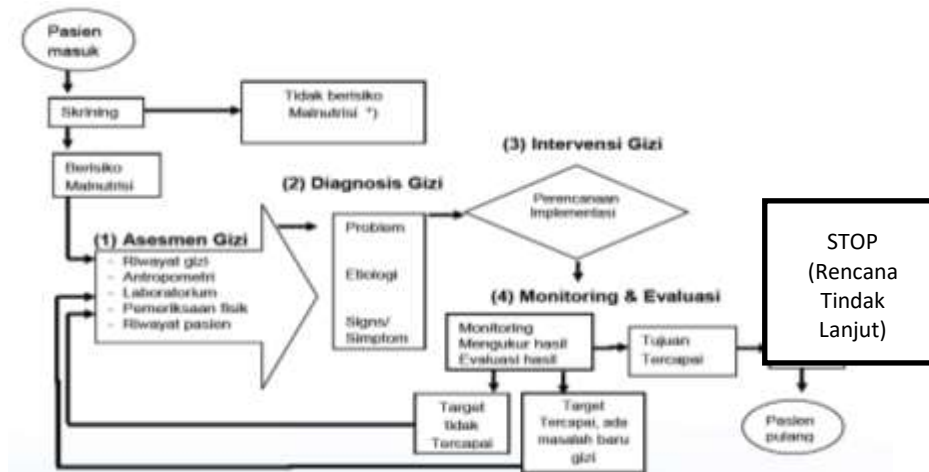 Pasien
masuk
Skrining
Tidak berisiko
Malnutrisi *)
Berisiko
Malnutrisi
(1) Asesmen Gizi
- Riwayat gizi
- Antropometri
- Laboratorium
- Pemeriksaan fisik
- Riwayat pasien
(2) Diagnosis Gizi
Problem
Etiologi
Signs/
Simptom
(3) Intervensi Gizi
Perencanaan
Implementasi
(4) Monitoring & Evaluasi
Monitoring
Mengukur hasil
Evaluasi hasil
Tujuan
Tercapai
STOP
(Rencana
Tindak
Lanjut)
Target
tidak
Tercapai
Target
Tercapai, ada
masalah baru
gizi
Pasien
pulang